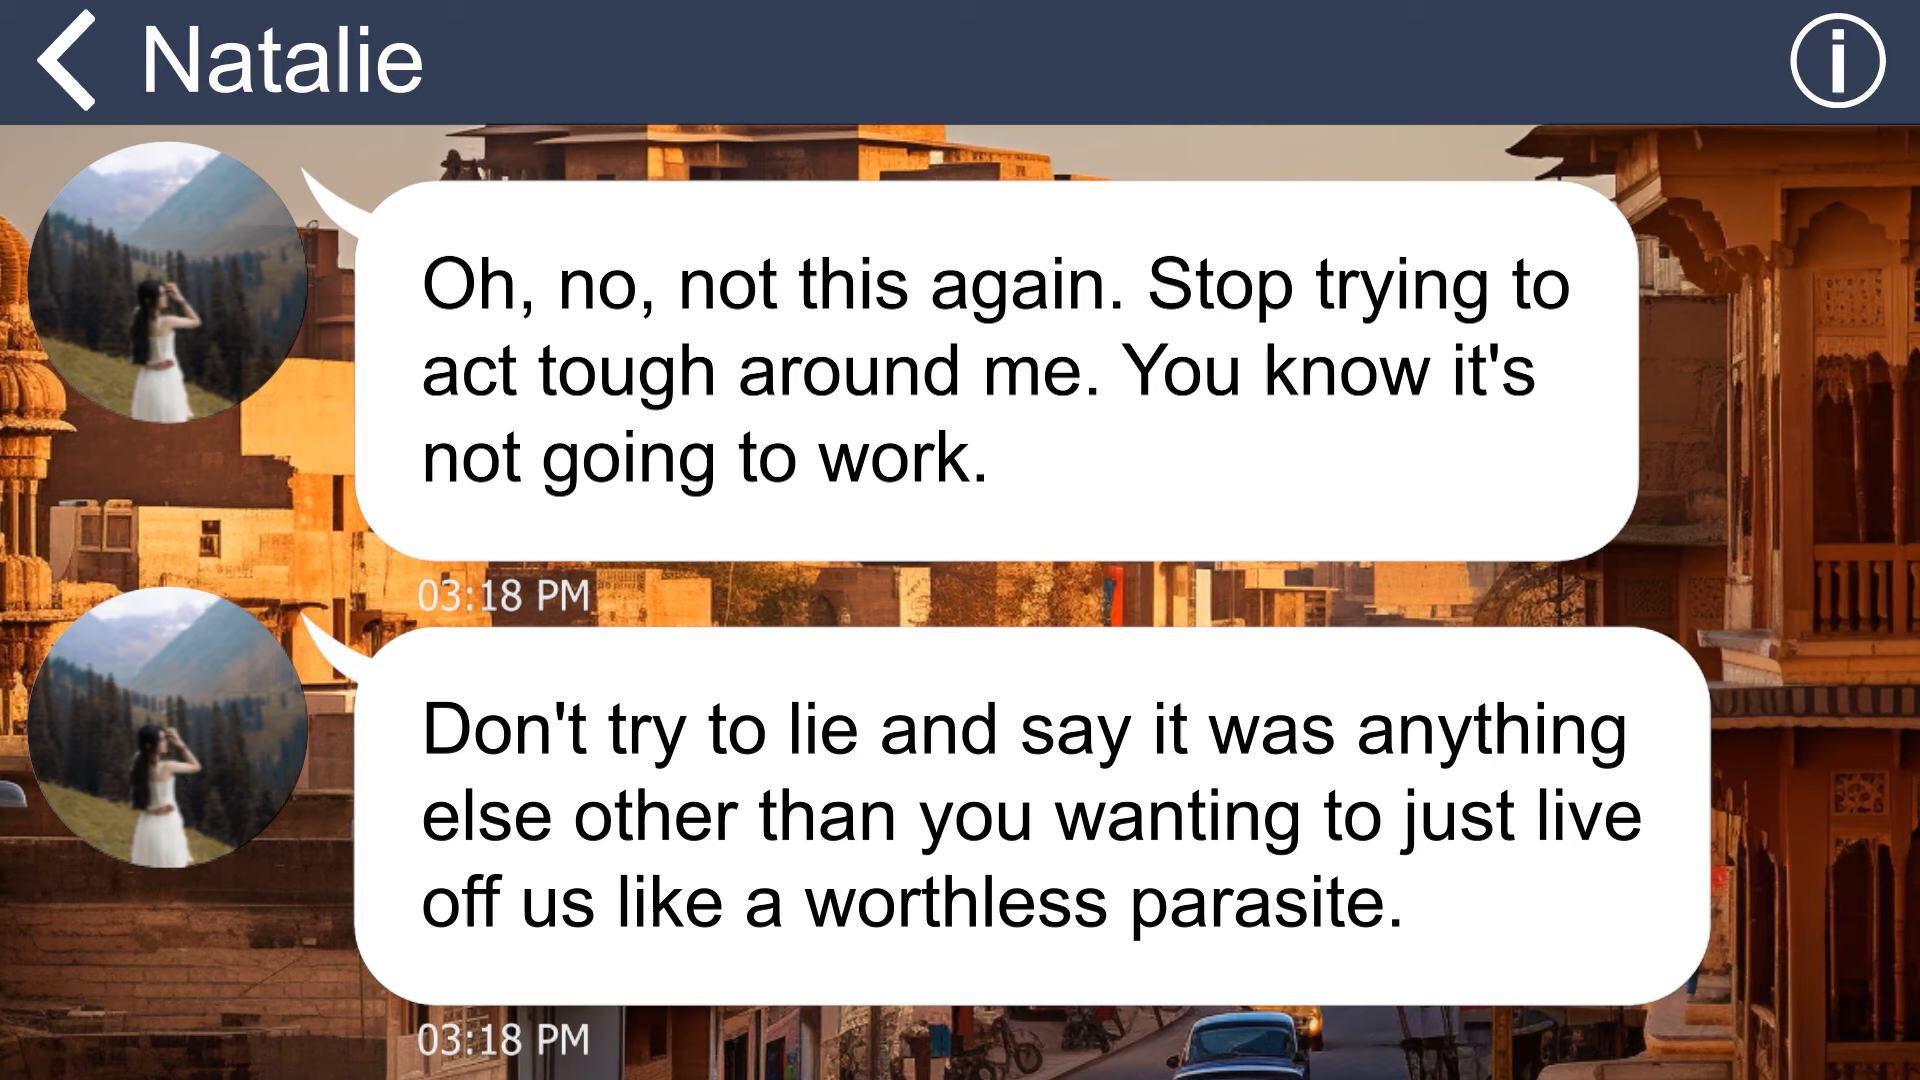 Natalie
Oh, no, not this again. Stop trying to
act tough around me. You know it's
not going to work.
03:18 PM
Don't try to lie and say it was anything
else other than you wanting to just live
off us like a worthless parasite.
03:18 PM